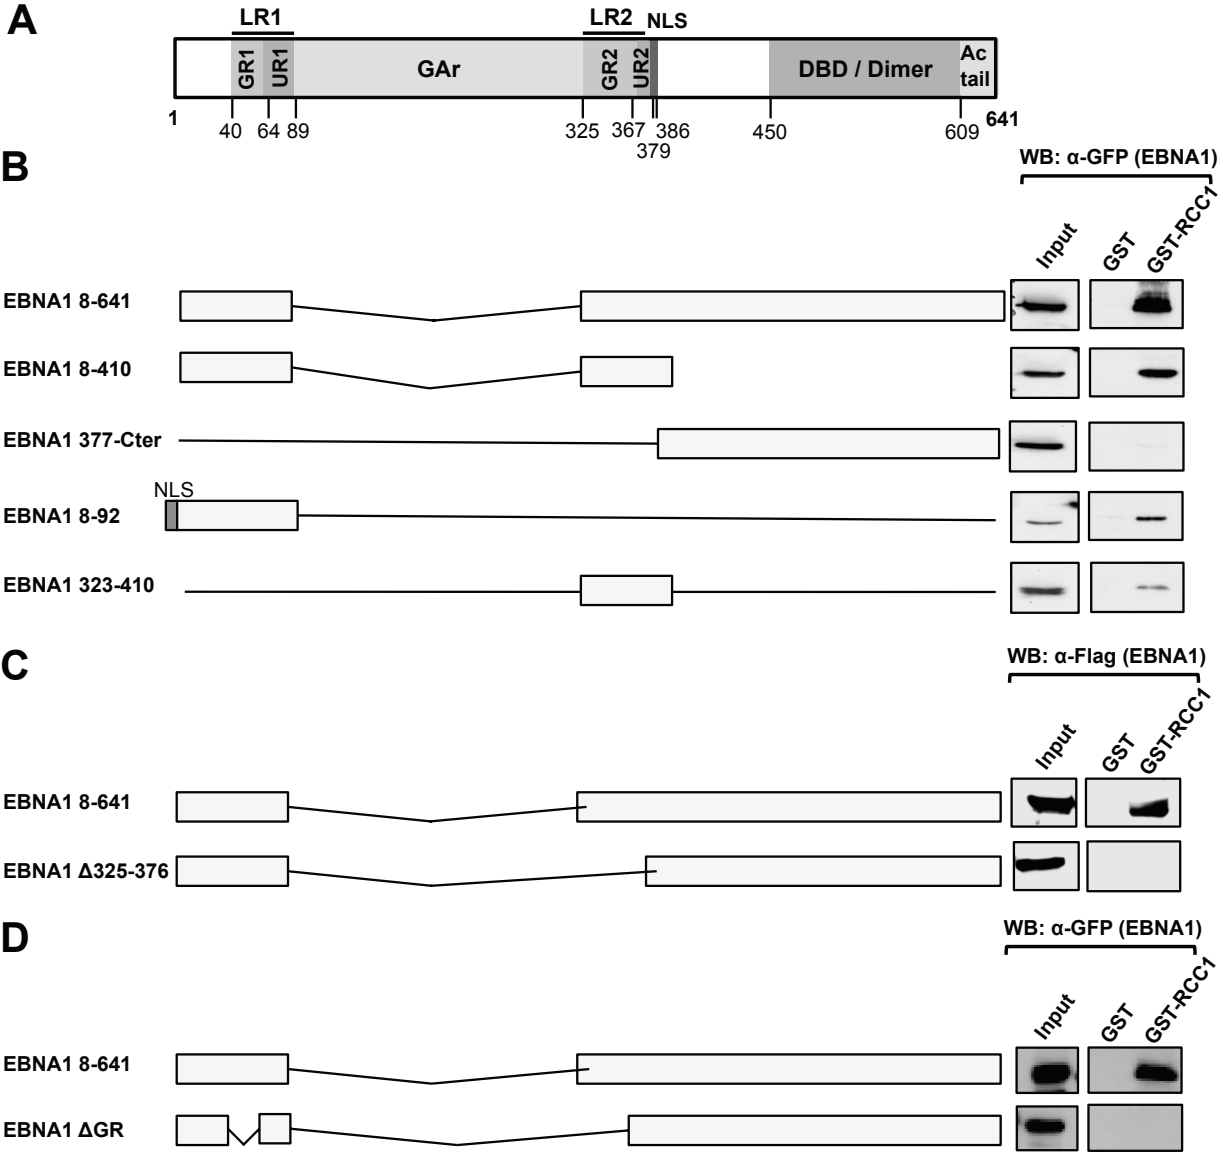 A
LR1
LR2 NLS
GR1 UR1 GAr GR2 UR2 DBD / Dimer Ac tail
1 40 64 89 325 367 379 386 450 609 641
B
WB: α-GFP (EBNA1)
Input GST GST-RCC1
EBNA1 8-641
EBNA1 8-410
EBNA1 377-Cter
NLS
EBNA1 8-92
EBNA1 323-410
C
WB: α-Flag (EBNA1)
Input GST GST-RCC1
EBNA1 8-641
EBNA1 Δ325-376
D
WB: α-GFP (EBNA1)
Input GST GST-RCC1
EBNA1 8-641
EBNA1 ΔGR